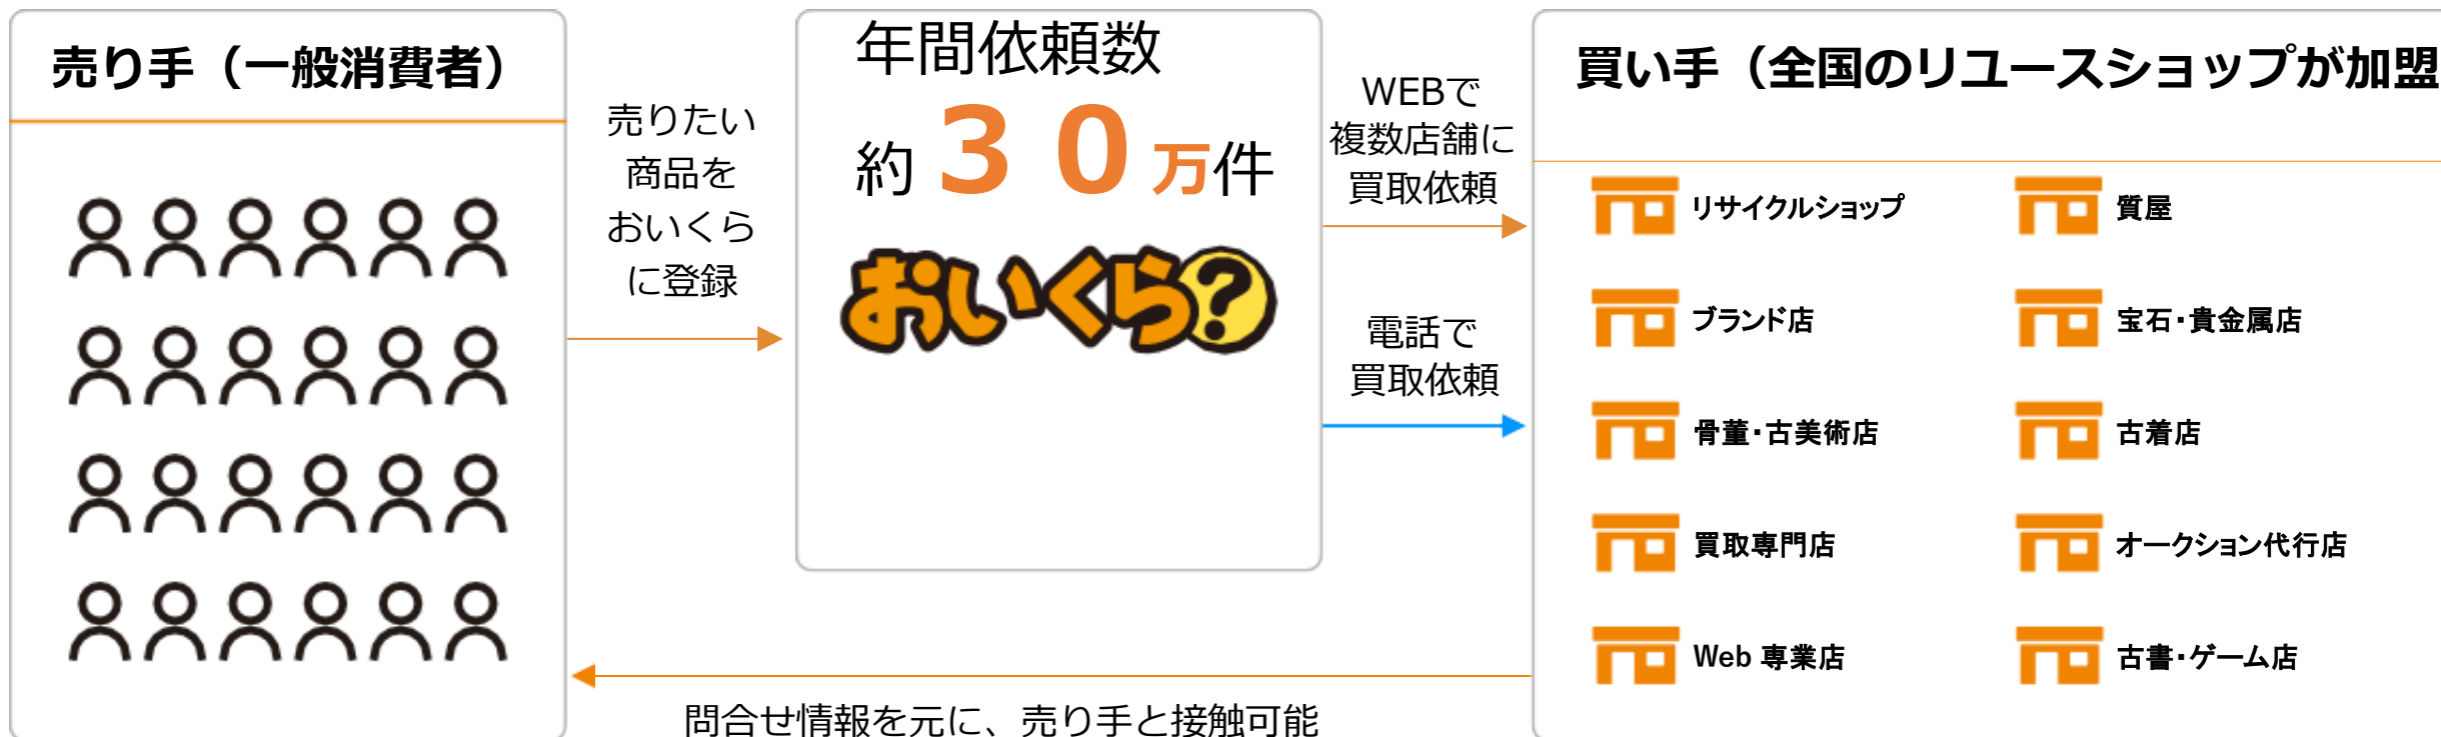 売り手（一般消費者）
売りたい
商品を
おいくら
に登録
年間依頼数
約３０万件
おいくら?
WEBで
複数店舗に
買取依頼
電話で
買取依頼
買い手（全国のリユースショップが加盟
リサイクルショップ
質屋
ブランド店
宝石・貴金属店
骨董・古美術店
古着店
買取専門店
オークション代行店
Web 専業店
古書・ゲーム店
問合せ情報を元に、売り手と接触可能